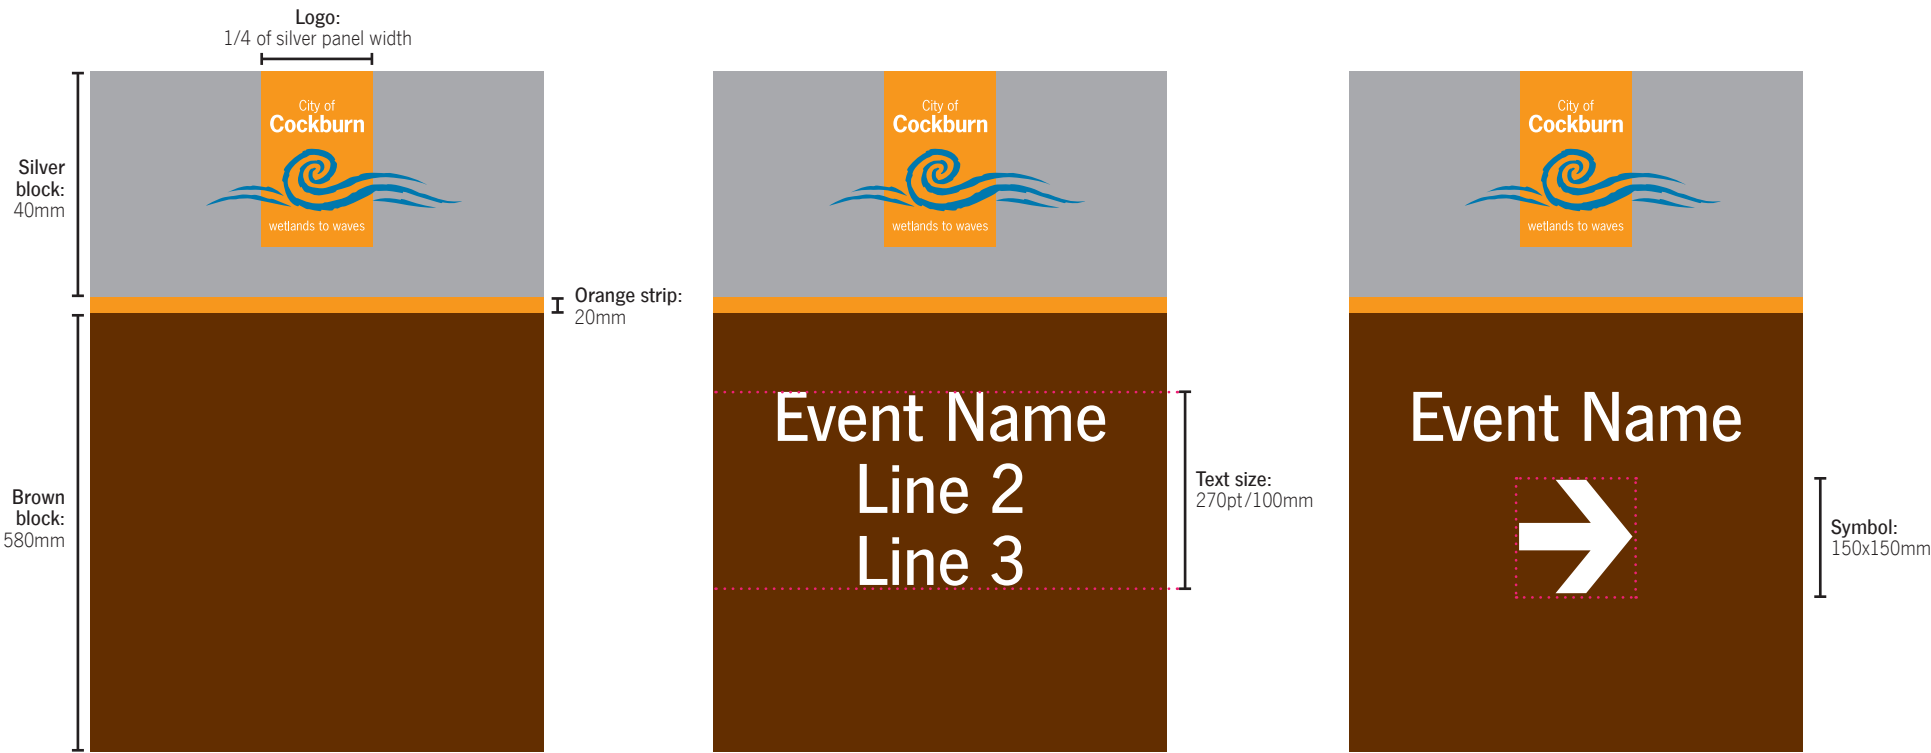 Logo:
1/4 of silver panel width
City of
Cockburn
wetlands to waves
Silver
block:
40mm
Orange strip:
20mm
Brown
block:
580mm
City of
Cockburn
wetlands to waves
Event Name
Line 2
Line 3
Text size:
270pt/100mm
City of
Cockburn
wetlands to waves
Event Name
Symbol:
150x150mm